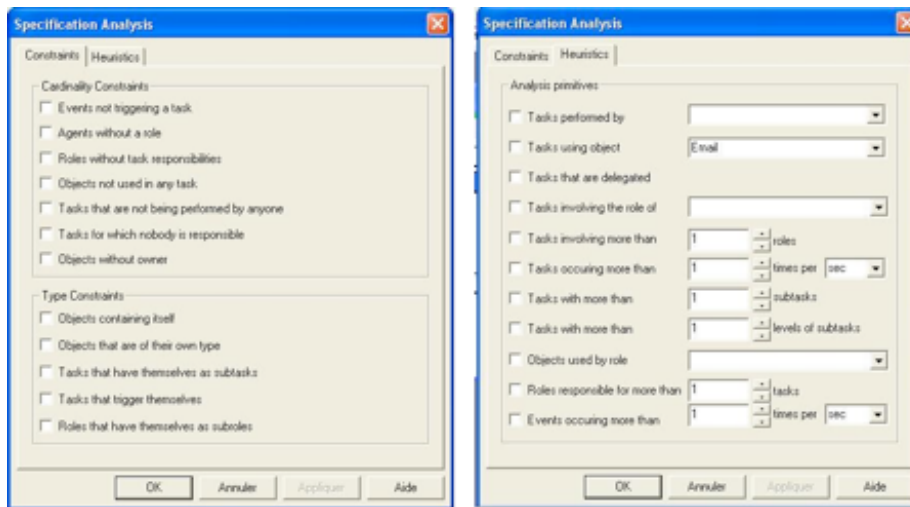 Specification Analysis
Constraints Heuristics
Cardinality Constraints
Events not triggering a task
Agents without a role
Roles without task responsibilities
Objects not used in any task
Tasks that are not being performed by anyone
Tasks for which nobody is responsible
Objects without owner
Type Constraints
Objects containing itself
Objects that are of their own type
Tasks that have themselves as subtasks
Tasks that trigger themselves
Roles that have themselves as subroles
OK Annuler Appliquer Aide
Specification Analysis
Constraints Heuristics
Analysis primitives
Tasks performed by
Tasks using object Email
Tasks that are delegated
Tasks involving the role of
Tasks involving more than 1 roles
Tasks occuring more than 1 times per sec
Tasks with more than 1 subtasks
Tasks with more than 1 levels of subtasks
Objects used by role
Roles responsible for more than 1 tasks
Events occuring more than 1 times per sec
OK Annuler Appliquer Aide